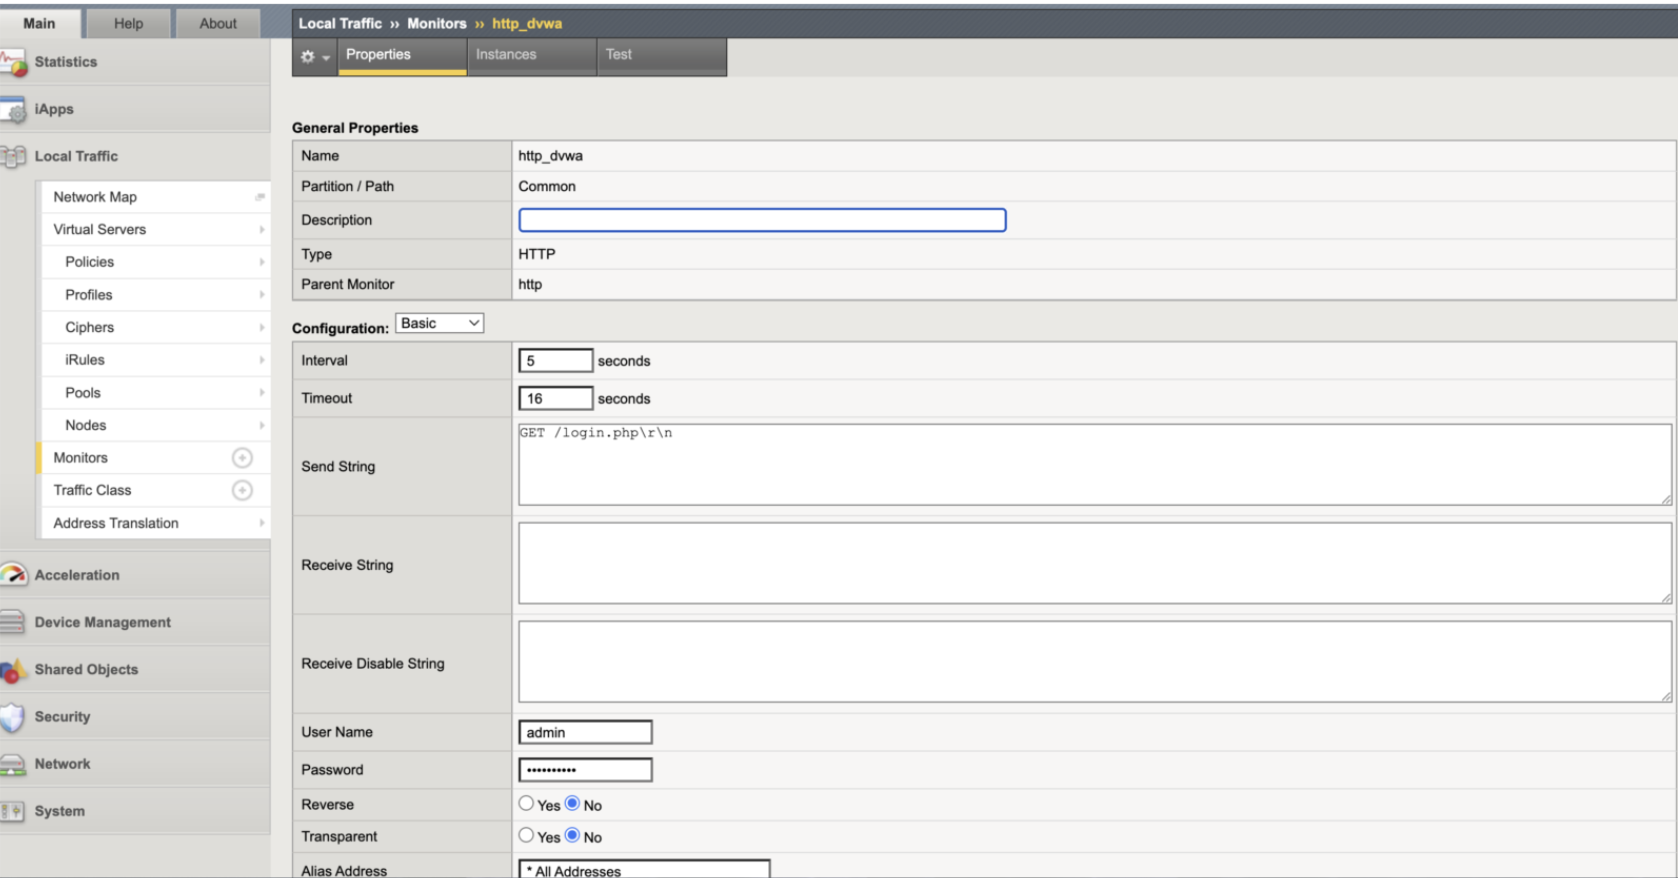 Main Help About
Local Traffic ›› Monitors ›› http_dvwa
Properties Instances Test
Statistics
iApps
Local Traffic
Network Map
Virtual Servers
Policies
Profiles
Ciphers
iRules
Pools
Nodes
Monitors
Traffic Class
Address Translation
Acceleration
Device Management
Shared Objects
Security
Network
System
General Properties
Name http_dvwa
Partition / Path Common
Description
Type HTTP
Parent Monitor http
Configuration: Basic
Interval 5 seconds
Timeout 16 seconds
Send String GET /login.php\r\n
Receive String
Receive Disable String
User Name admin
Password ••••••••••
Reverse Yes No
Transparent Yes No
Alias Address * All Addresses